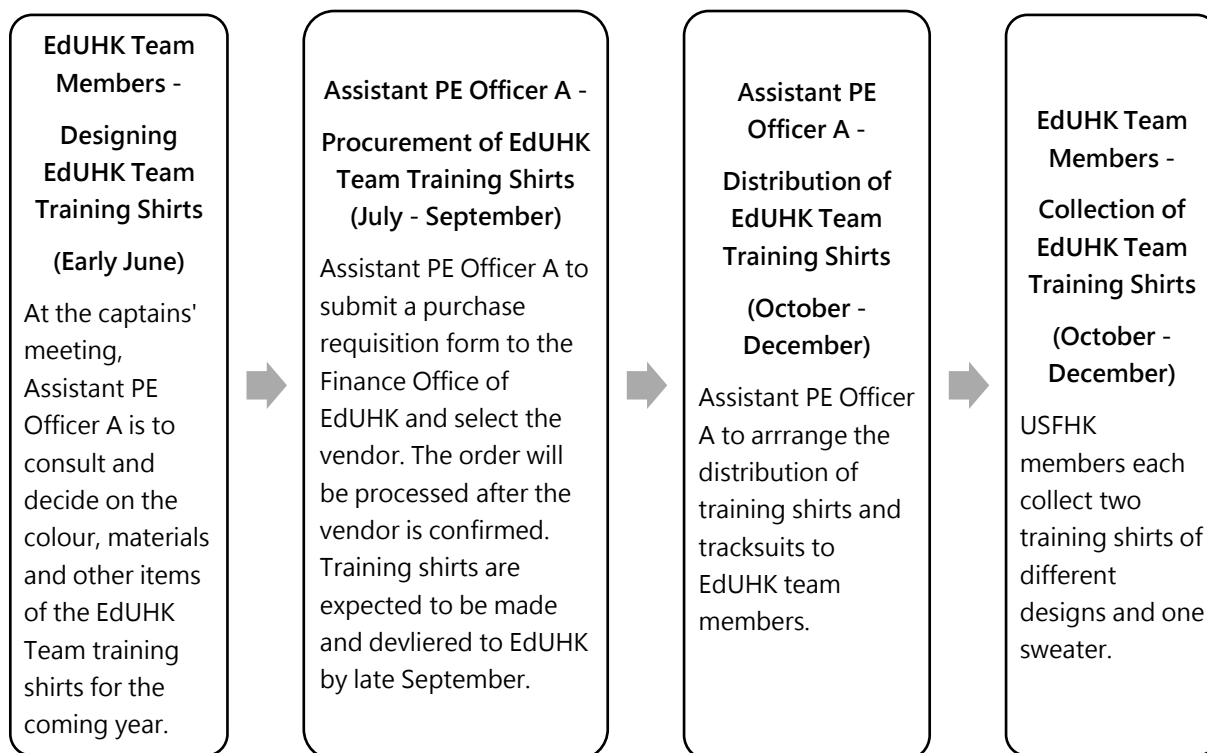 EdUHK Team
Members -
Designing
EdUHK Team
Training Shirts
(Early June)
At the captains'
meeting,
Assistant PE
Officer A is to
consult and
decide on the
colour, materials
and other items
of the EdUHK
Team training
shirts for the
coming year.
Assistant PE Officer A -
Procurement of EdUHK
Team Training Shirts
(July - September)
Assistant PE Officer A to
submit a purchase
requisition form to the
Finance Office of
EdUHK and select the
vendor. The order will
be processed after the
vendor is confirmed.
Training shirts are
expected to be made
and devliered to EdUHK
by late September.
Assistant PE
Officer A -
Distribution of
EdUHK Team
Training Shirts
(October -
December)
Assistant PE Officer
A to arrrange the
distribution of
training shirts and
tracksuits to
EdUHK team
members.
EdUHK Team
Members -
Collection of
EdUHK Team
Training Shirts
(October -
December)
USFHK
members each
collect two
training shirts of
different
designs and one
sweater.